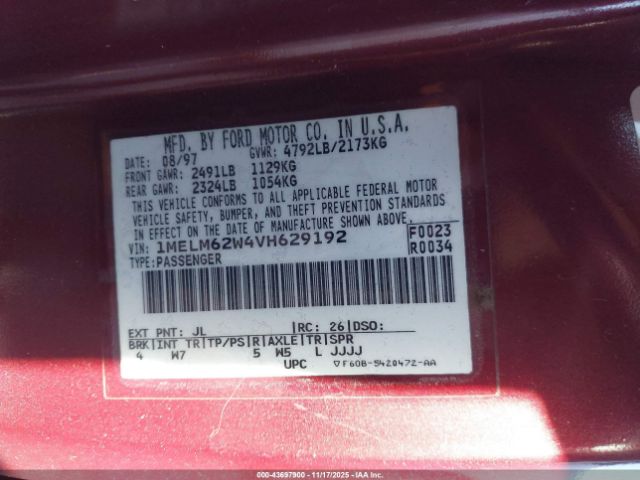 MFD. BY FORD MOTOR CO. IN U.S.A.
DATE: 08/97 GVWR: 4792LB/2173KG
FRONT GAWR: 2491LB 1129KG
REAR GAWR: 2324LB 1054KG
THIS VEHICLE CONFORMS TO ALL APPLICABLE FEDERAL MOTOR
VEHICLE SAFETY, BUMPER, AND THEFT PREVENTION STANDARDS
IN EFFECT ON THE DATE OF MANUFACTURE SHOWN ABOVE.
VIN: 1MELM62W4VH629192 F0023
TYPE: PASSENGER R0034
EXT PNT: JL RC: 26 DSO:
BRK INT TR TP/PS R AXLE TR SPR
4 W7 5 W5 L JJJJ
UPC ▽F60B-5420472-AA
000-43697900 - 11/17/2025 - IAAI.COM